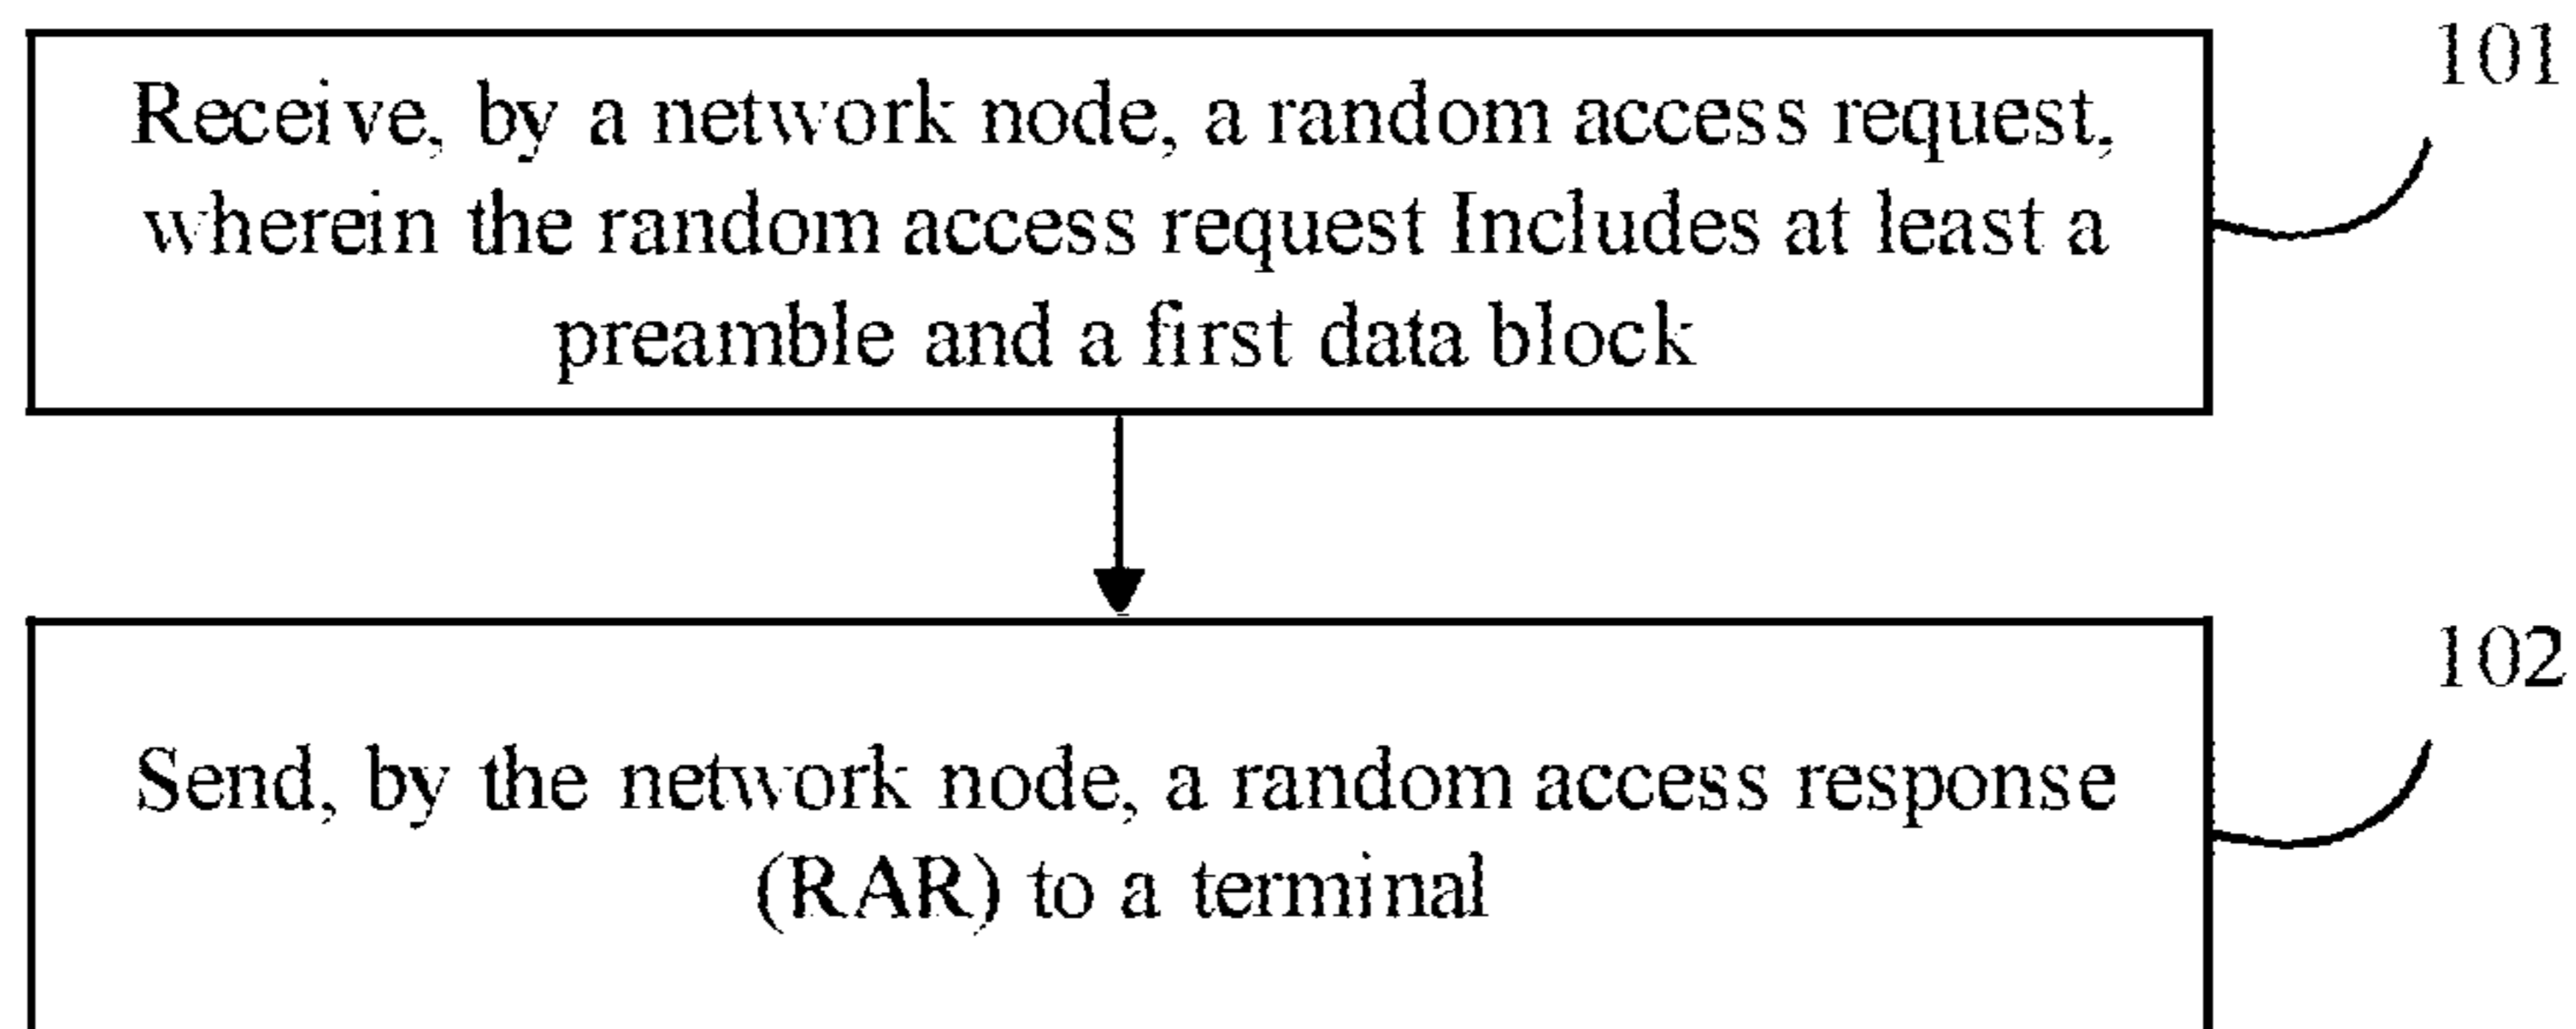 101
Receive, by a network node, a random access request,
wherein the random access request Includes at least a
preamble and a first data block
102
Send, by the network node, a random access response
(RAR) to a terminal